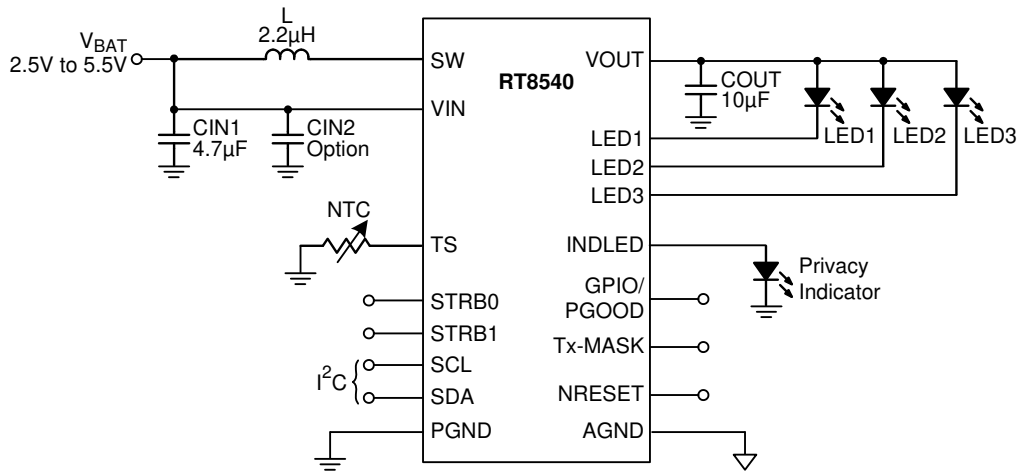 L
2.2µH
VBAT
2.5V to 5.5V
SW
VOUT
RT8540
COUT
10µF
VIN
CIN1
4.7µF
CIN2
Option
LED1
LED2
LED3
LED1
LED2
LED3
NTC
TS
INDLED
Privacy
Indicator
GPIO/
PGOOD
STRB0
STRB1
Tx-MASK
I²C
SCL
SDA
NRESET
PGND
AGND